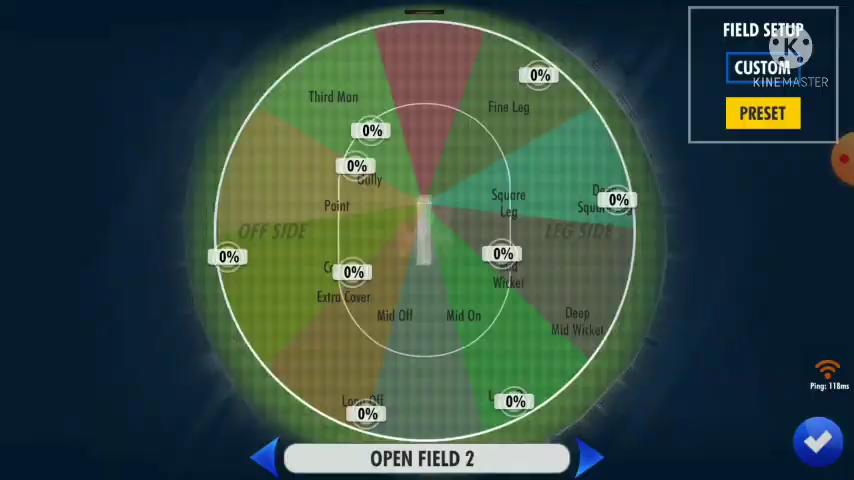 FIELD SETUP
K
CUSTOM
KINEMASTER
PRESET
0%
Third Man
Fine Leg
0%
0%
Gully
Point
Square
Leg
0%
OFF SIDE
LEG SIDE
0%
0%
0%
Wicket
Extra Cover
Mid Off
Mid On
Deep
Mid Wicket
0%
0%
Ping: 118ms
OPEN FIELD 2